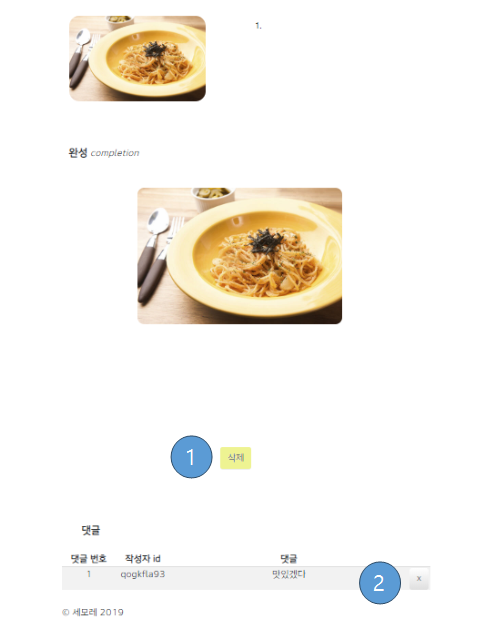 1.
완성 completion
1
삭제
댓글
댓글 번호 작성자 id 댓글
1 qogkfla93 맛있겠다
2
x
© 세모레 2019